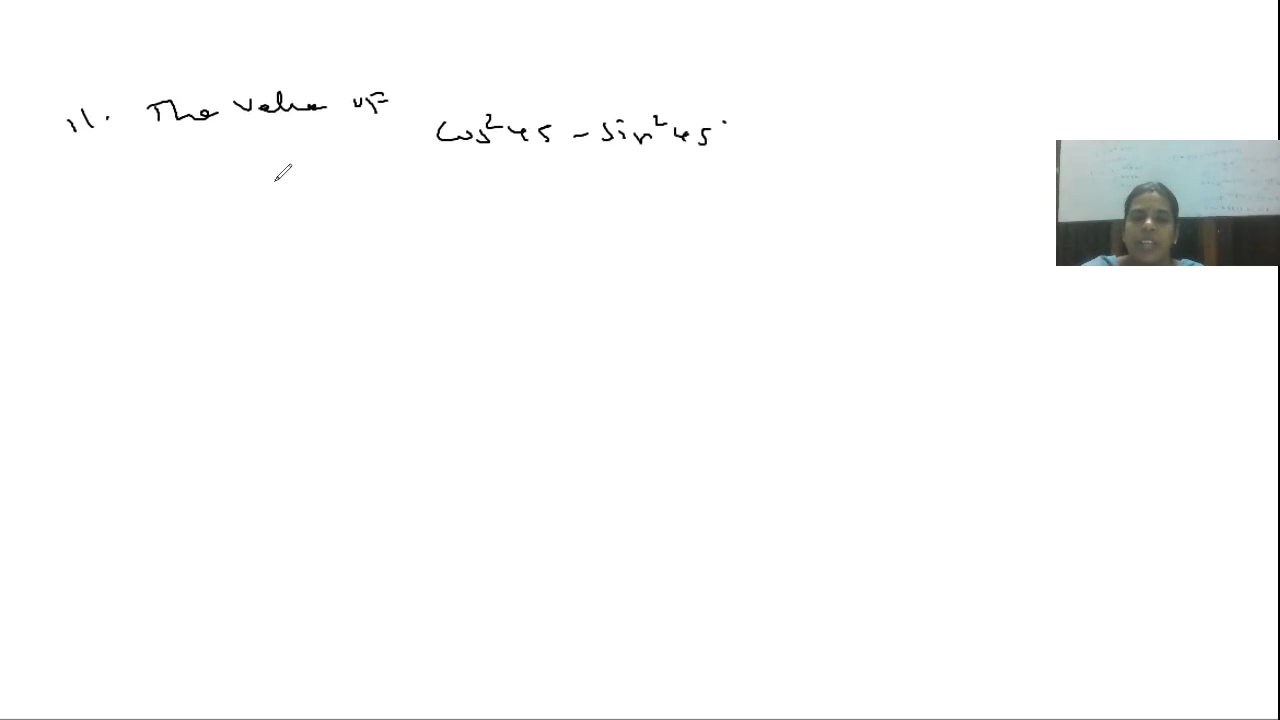 11. The value of cos²45 - sin²45°